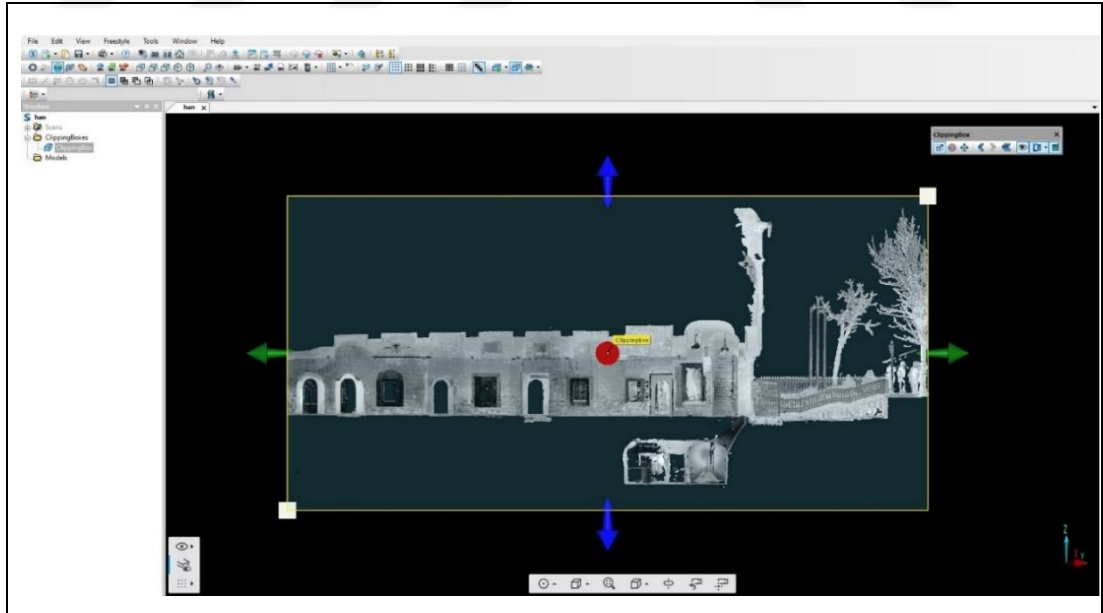 File Edit View Freestyle Tools Window Help
Structure
han
han
Scans
ClippingBoxes
ClippingBox
Models
ClippingBox
ClippingBox
Z
Y